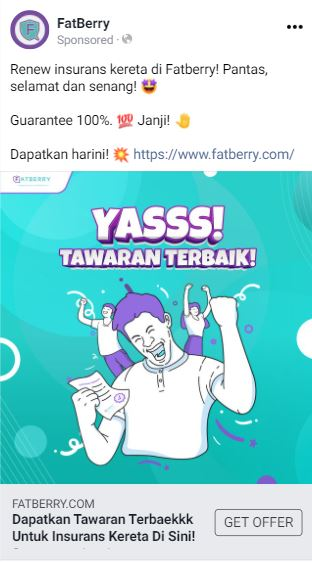 FatBerry
Sponsored ·
Renew insurans kereta di Fatberry! Pantas,
selamat dan senang! 🤩
Guarantee 100%. 💯 Janji! 🤚
Dapatkan harini! 💥 https://www.fatberry.com/
FATBERRY
YASSS!
TAWARAN TERBAIK!
FATBERRY.COM
Dapatkan Tawaran Terbaekkk
Untuk Insurans Kereta Di Sini!
GET OFFER